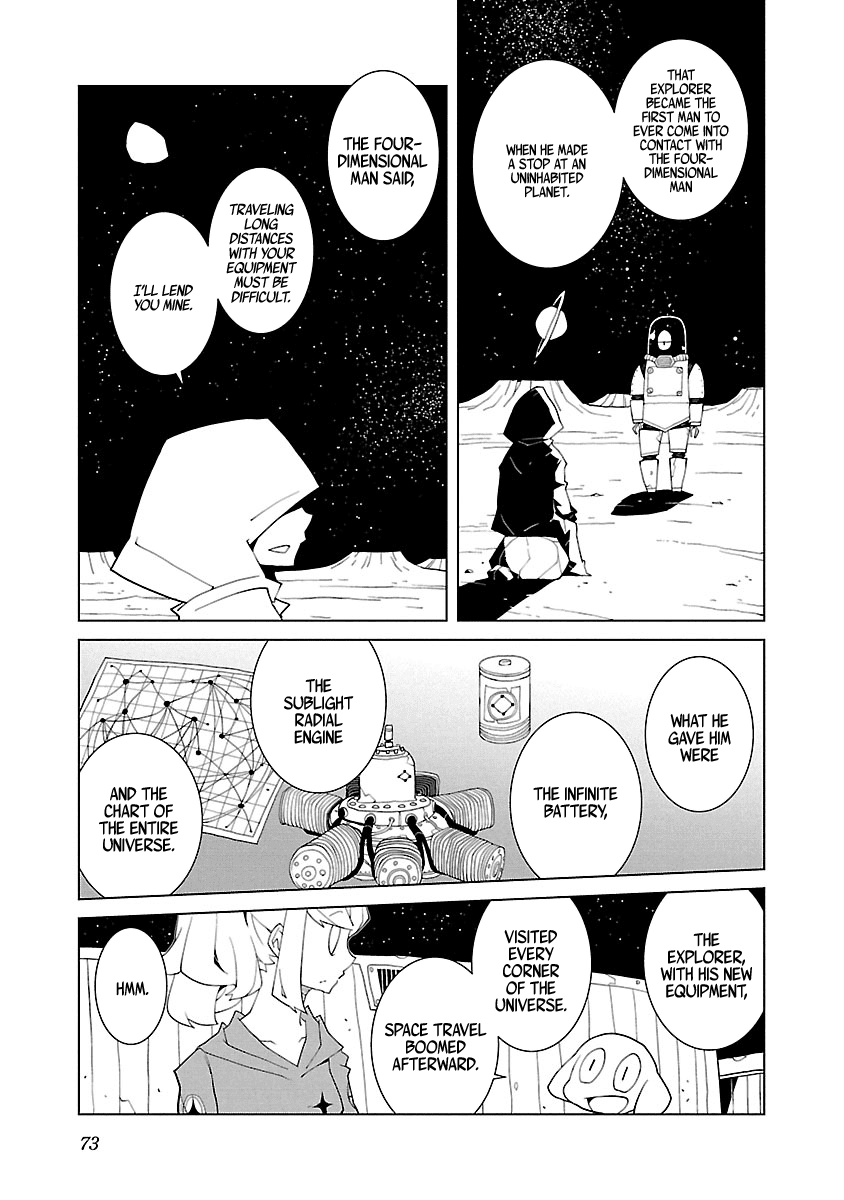 THAT
EXPLORER
BECAME THE
FIRST MAN TO
EVER COME INTO
CONTACT WITH
THE FOUR-
DIMENSIONAL
MAN
WHEN HE MADE
A STOP AT AN
UNINHABITED
PLANET.
THE FOUR-
DIMENSIONAL
MAN SAID,
TRAVELING
LONG
DISTANCES
WITH YOUR
EQUIPMENT
MUST BE
DIFFICULT.
I'LL LEND
YOU MINE.
WHAT HE
GAVE HIM
WERE
THE INFINITE
BATTERY,
THE
SUBLIGHT
RADIAL
ENGINE
AND THE
CHART OF
THE ENTIRE
UNIVERSE.
THE
EXPLORER,
WITH HIS NEW
EQUIPMENT,
VISITED
EVERY
CORNER
OF THE
UNIVERSE.
SPACE TRAVEL
BOOMED
AFTERWARD.
HMM.
73